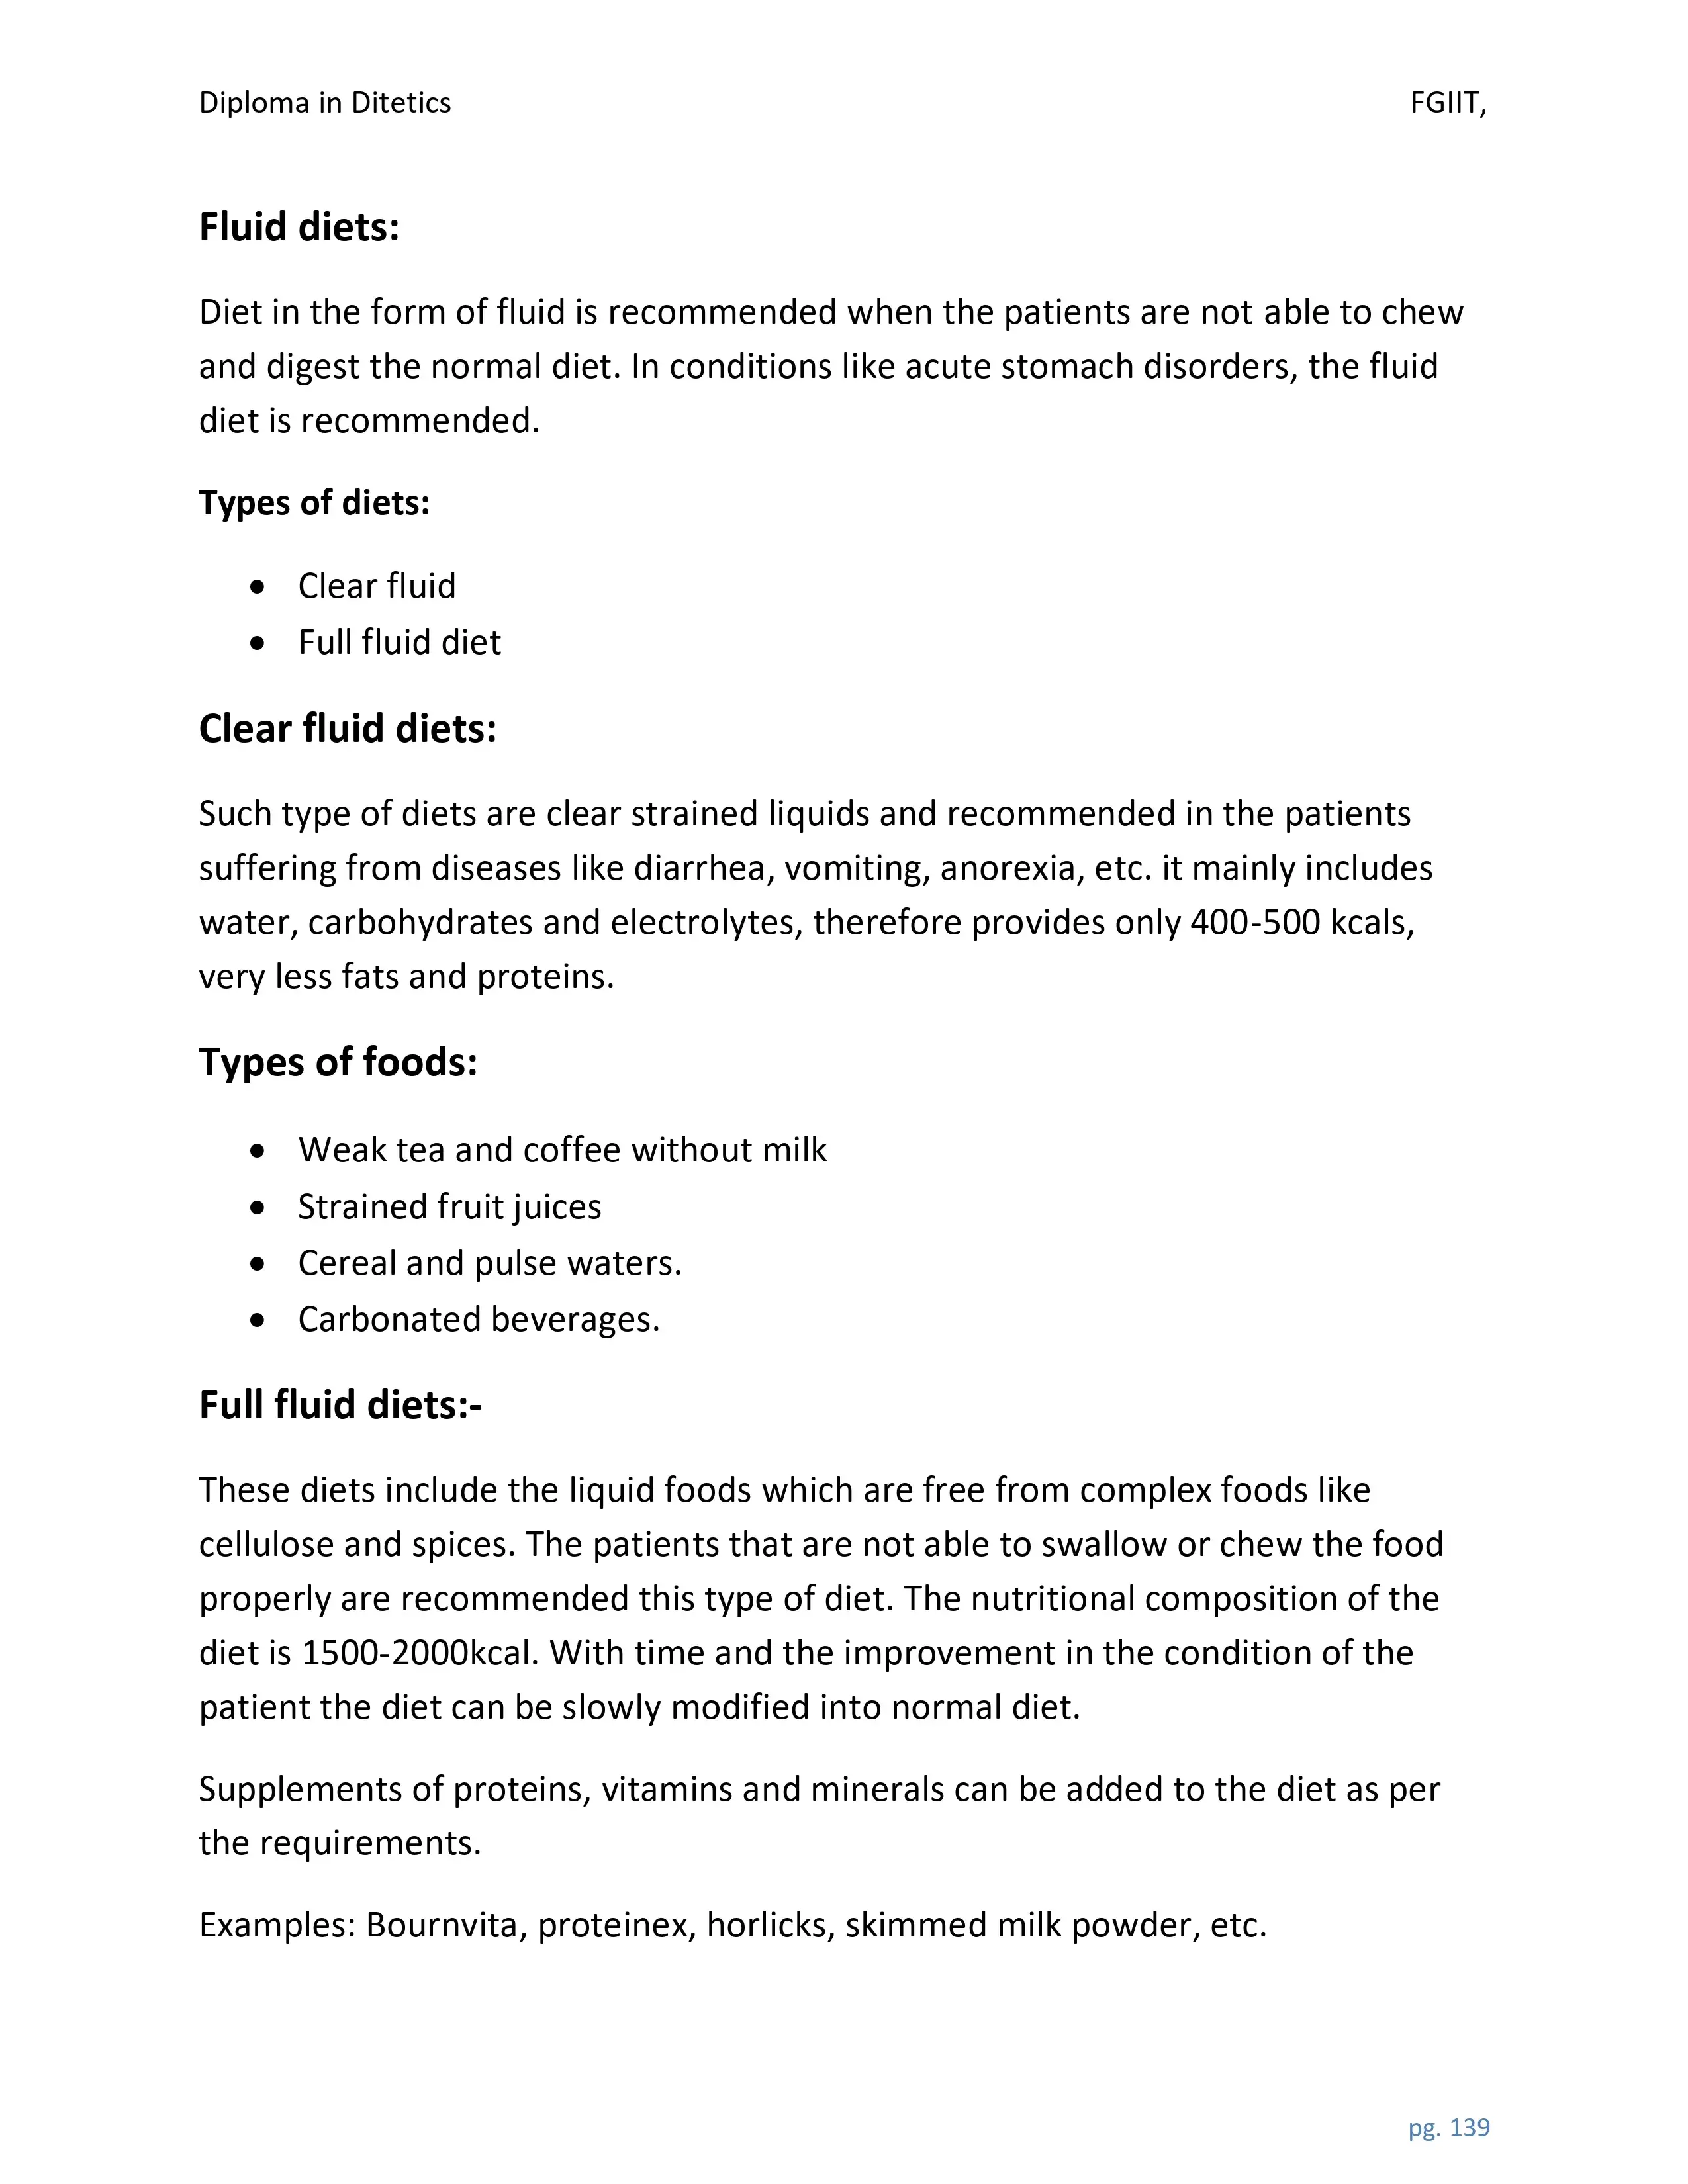 Diploma in Ditetics FGIIT,
Fluid diets:
Diet in the form of fluid is recommended when the patients are not able to chew
and digest the normal diet. In conditions like acute stomach disorders, the fluid
diet is recommended.
Types of diets:
• Clear fluid
• Full fluid diet
Clear fluid diets:
Such type of diets are clear strained liquids and recommended in the patients
suffering from diseases like diarrhea, vomiting, anorexia, etc. it mainly includes
water, carbohydrates and electrolytes, therefore provides only 400-500 kcals,
very less fats and proteins.
Types of foods:
• Weak tea and coffee without milk
• Strained fruit juices
• Cereal and pulse waters.
• Carbonated beverages.
Full fluid diets:-
These diets include the liquid foods which are free from complex foods like
cellulose and spices. The patients that are not able to swallow or chew the food
properly are recommended this type of diet. The nutritional composition of the
diet is 1500-2000kcal. With time and the improvement in the condition of the
patient the diet can be slowly modified into normal diet.
Supplements of proteins, vitamins and minerals can be added to the diet as per
the requirements.
Examples: Bournvita, proteinex, horlicks, skimmed milk powder, etc.
pg. 139